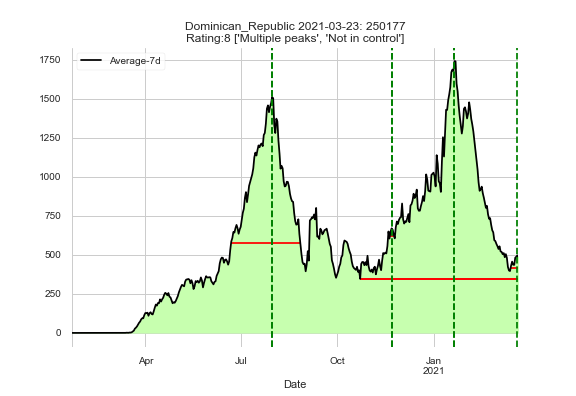 Dominican_Republic 2021-03-23: 250177
Rating:8 ['Multiple peaks', 'Not in control']
Average-7d
1750
1500
1250
1000
750
500
250
0
Apr
Jul
Oct
Jan
2021
Date